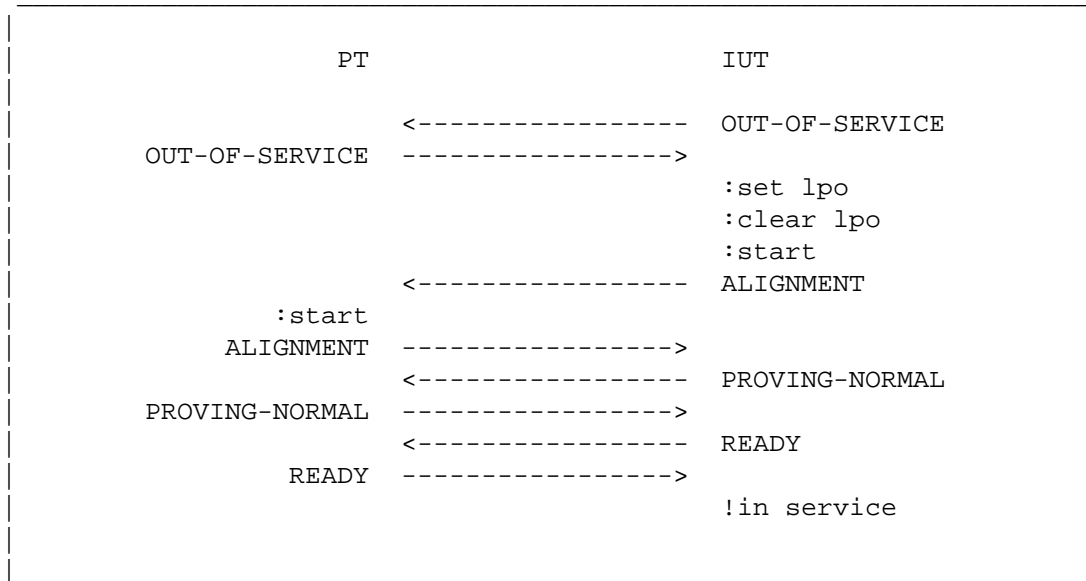 PT IUT
<----------------- OUT-OF-SERVICE
OUT-OF-SERVICE ----------------->
:set lpo
:clear lpo
:start
<----------------- ALIGNMENT
:start
ALIGNMENT ----------------->
<----------------- PROVING-NORMAL
PROVING-NORMAL ----------------->
<----------------- READY
READY ----------------->
!in service